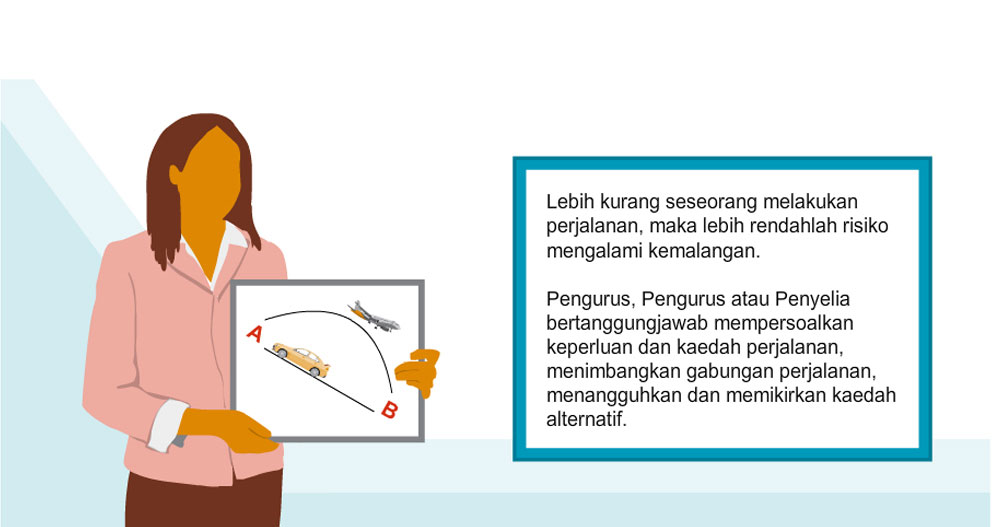 A
B
Lebih kurang seseorang melakukan
perjalanan, maka lebih rendahlah risiko
mengalami kemalangan.
Pengurus, Pengurus atau Penyelia
bertanggungjawab mempersoalkan
keperluan dan kaedah perjalanan,
menimbangkan gabungan perjalanan,
menangguhkan dan memikirkan kaedah
alternatif.